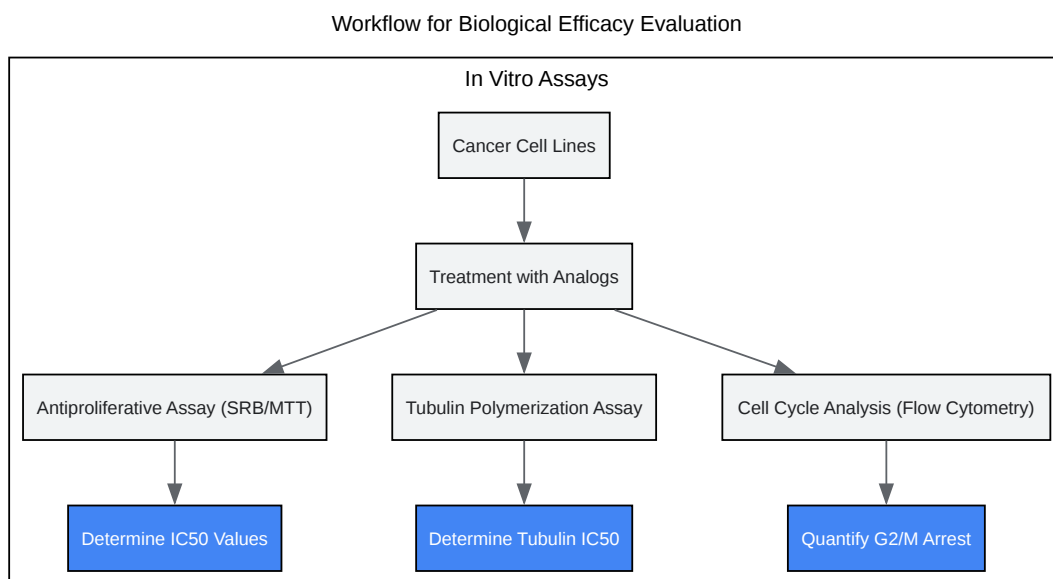 Workflow for Biological Efficacy Evaluation
In Vitro Assays
Cancer Cell Lines
Treatment with Analogs
Antiproliferative Assay (SRB/MTT)
Tubulin Polymerization Assay
Cell Cycle Analysis (Flow Cytometry)
Determine IC50 Values
Determine Tubulin IC50
Quantify G2/M Arrest